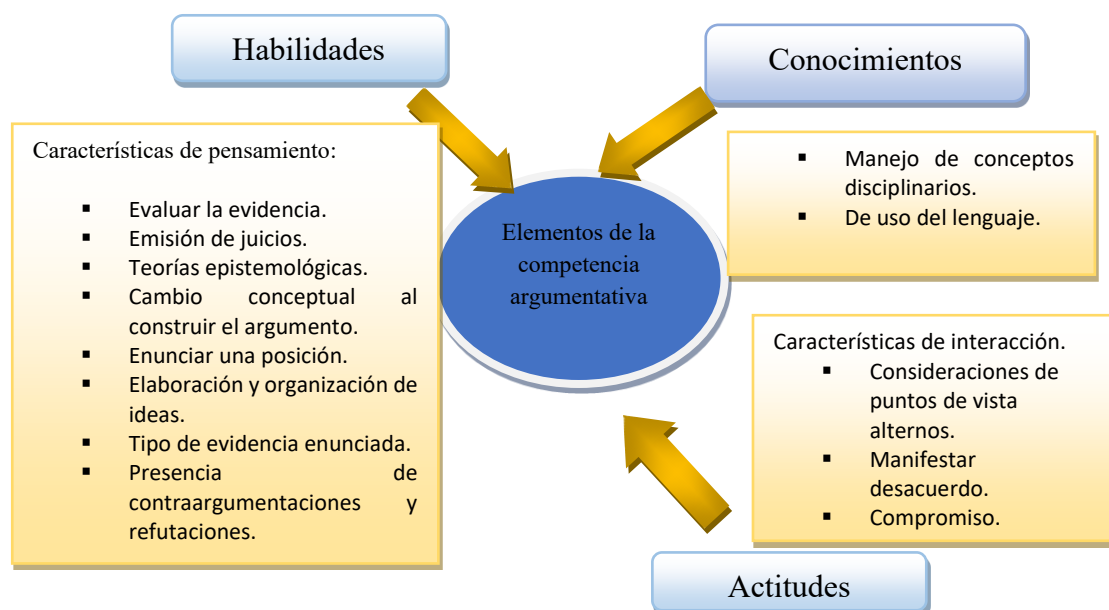 Habilidades
Conocimientos
Características de pensamiento:
▪ Evaluar la evidencia.
▪ Emisión de juicios.
▪ Teorías epistemológicas.
▪ Cambio conceptual al
construir el argumento.
▪ Enunciar una posición.
▪ Elaboración y organización de
ideas.
▪ Tipo de evidencia enunciada.
▪ Presencia de
contraargumentaciones y
refutaciones.
Elementos de la
competencia
argumentativa
▪ Manejo de conceptos
disciplinarios.
▪ De uso del lenguaje.
Características de interacción.
▪ Consideraciones de
puntos de vista
alternos.
▪ Manifestar
desacuerdo.
▪ Compromiso.
Actitudes